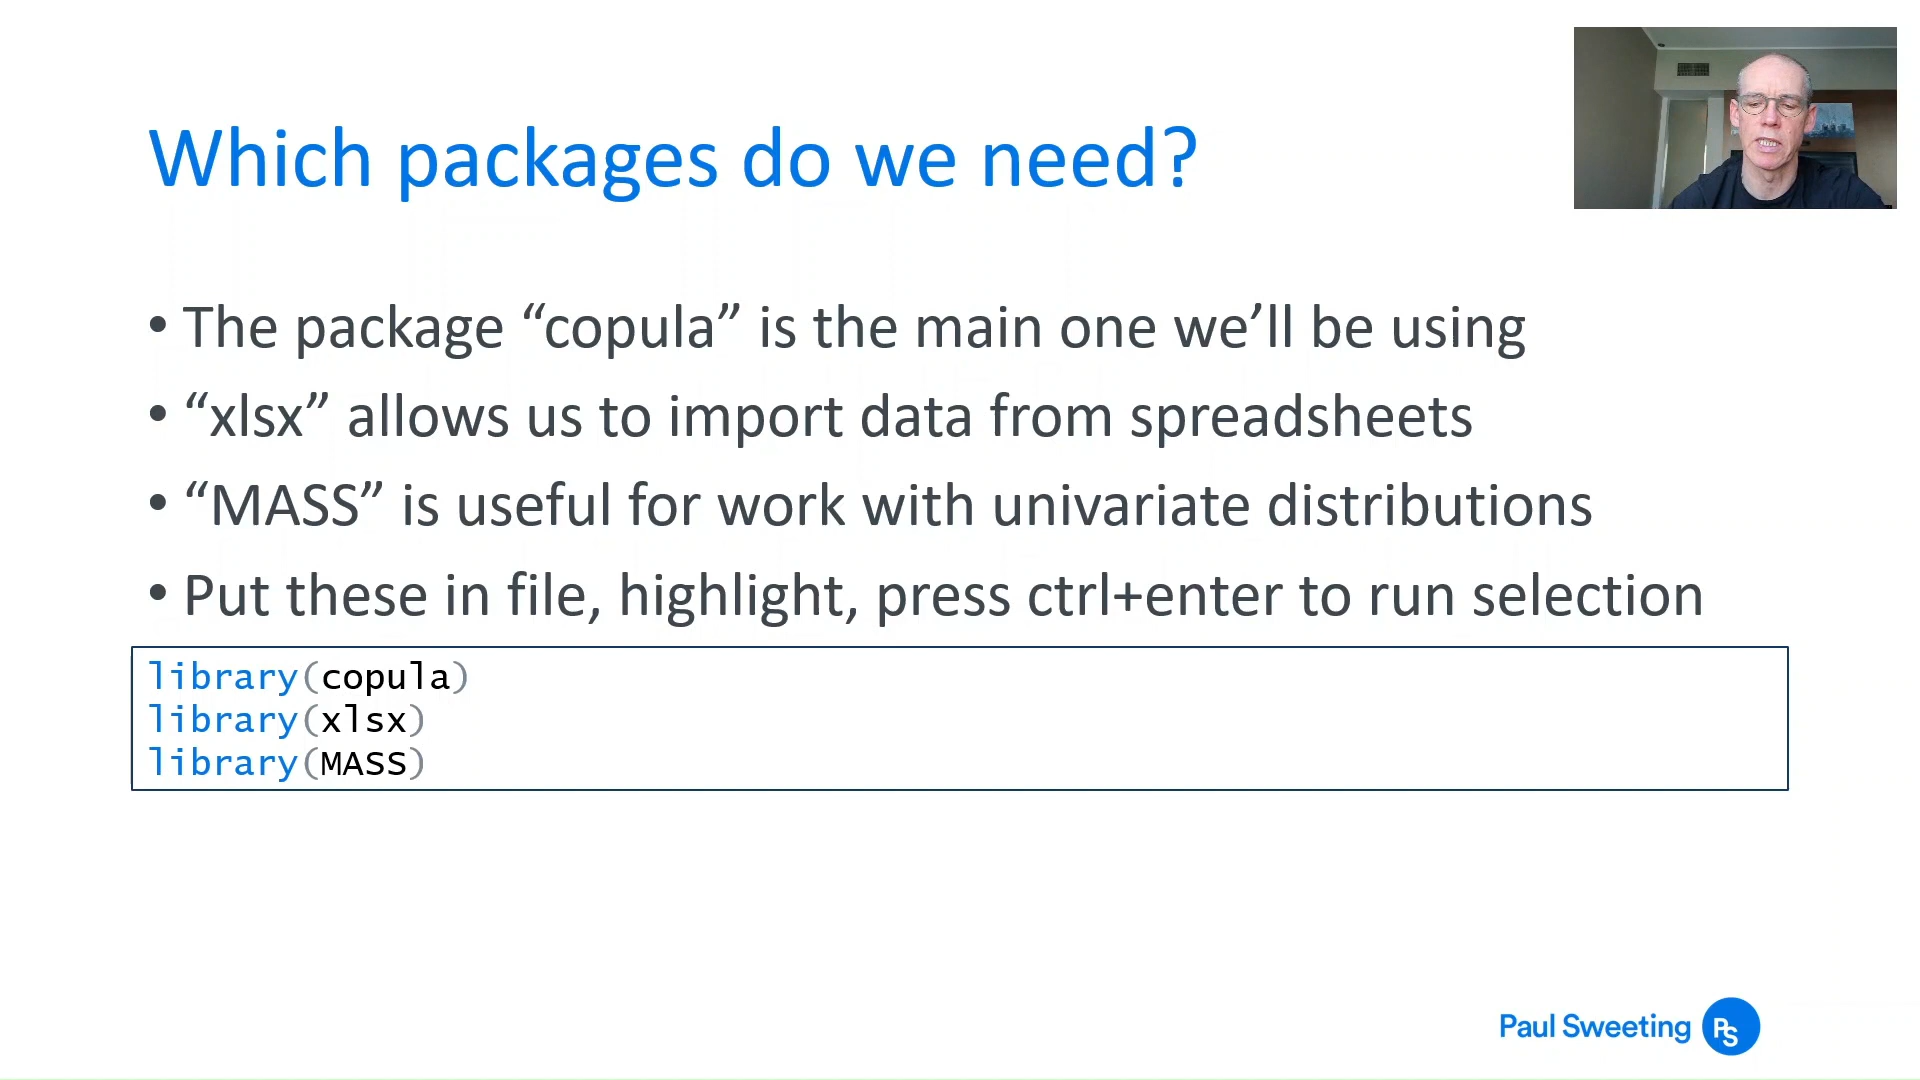 Which packages do we need?
• The package “copula” is the main one we’ll be using
• “xlsx” allows us to import data from spreadsheets
• “MASS” is useful for work with univariate distributions
• Put these in file, highlight, press ctrl+enter to run selection
library(copula)
library(xlsx)
library(MASS)
Paul Sweeting PS